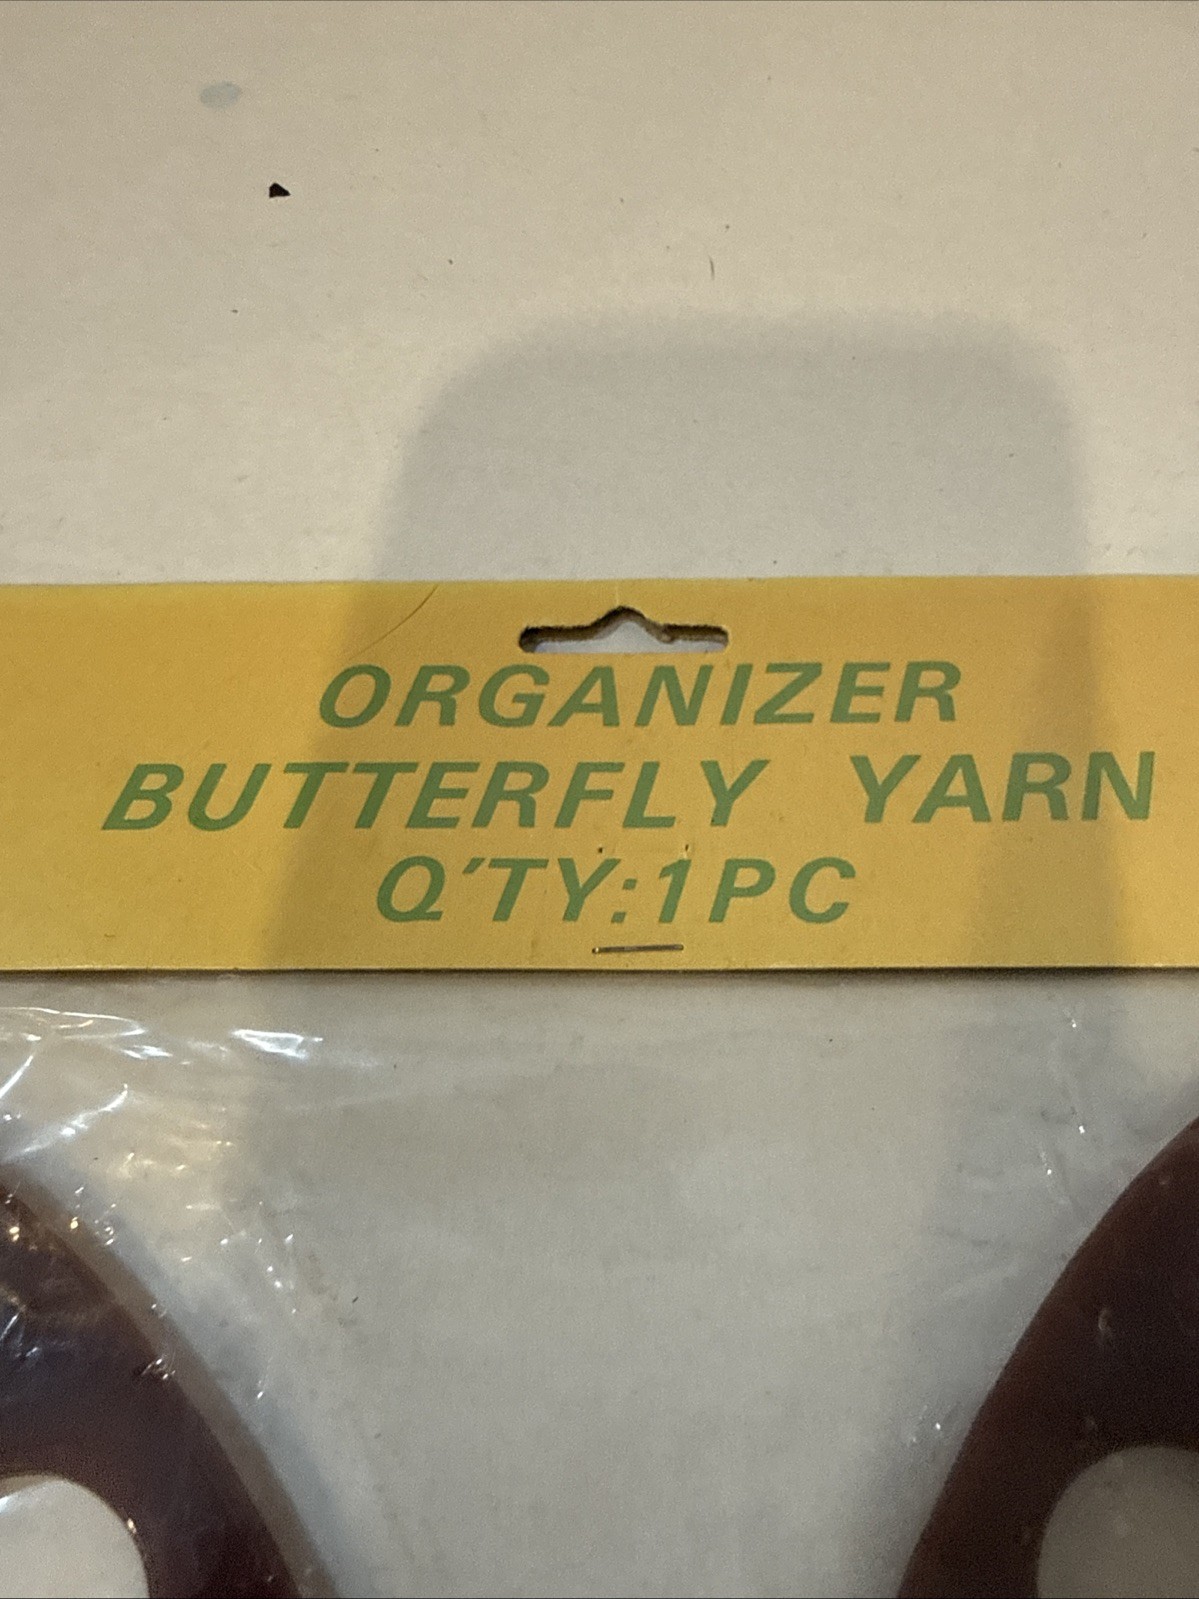 ORGANIZER
BUTTERFLY YARN
Q'TY:1PC